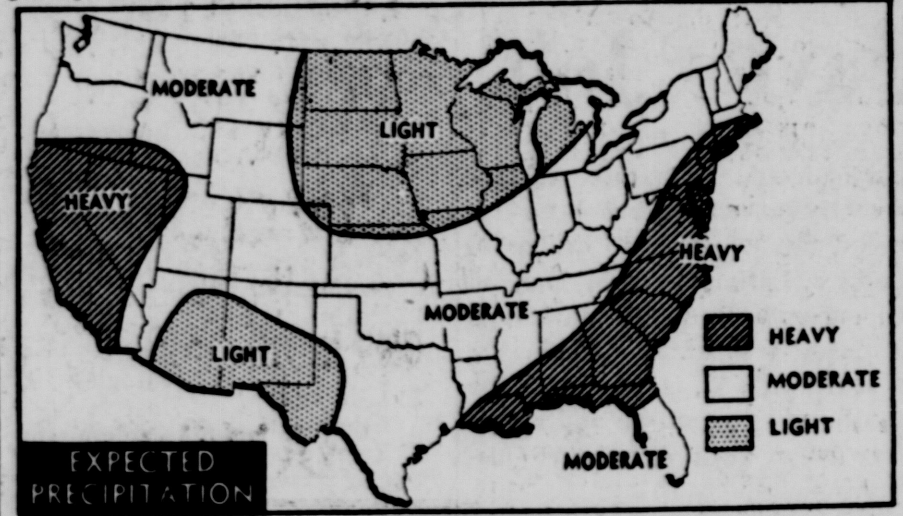 MODERATE
LIGHT
HEAVY
HEAVY
MODERATE
LIGHT
HEAVY
MODERATE
LIGHT
MODERATE
EXPECTED
PRECIPITATION